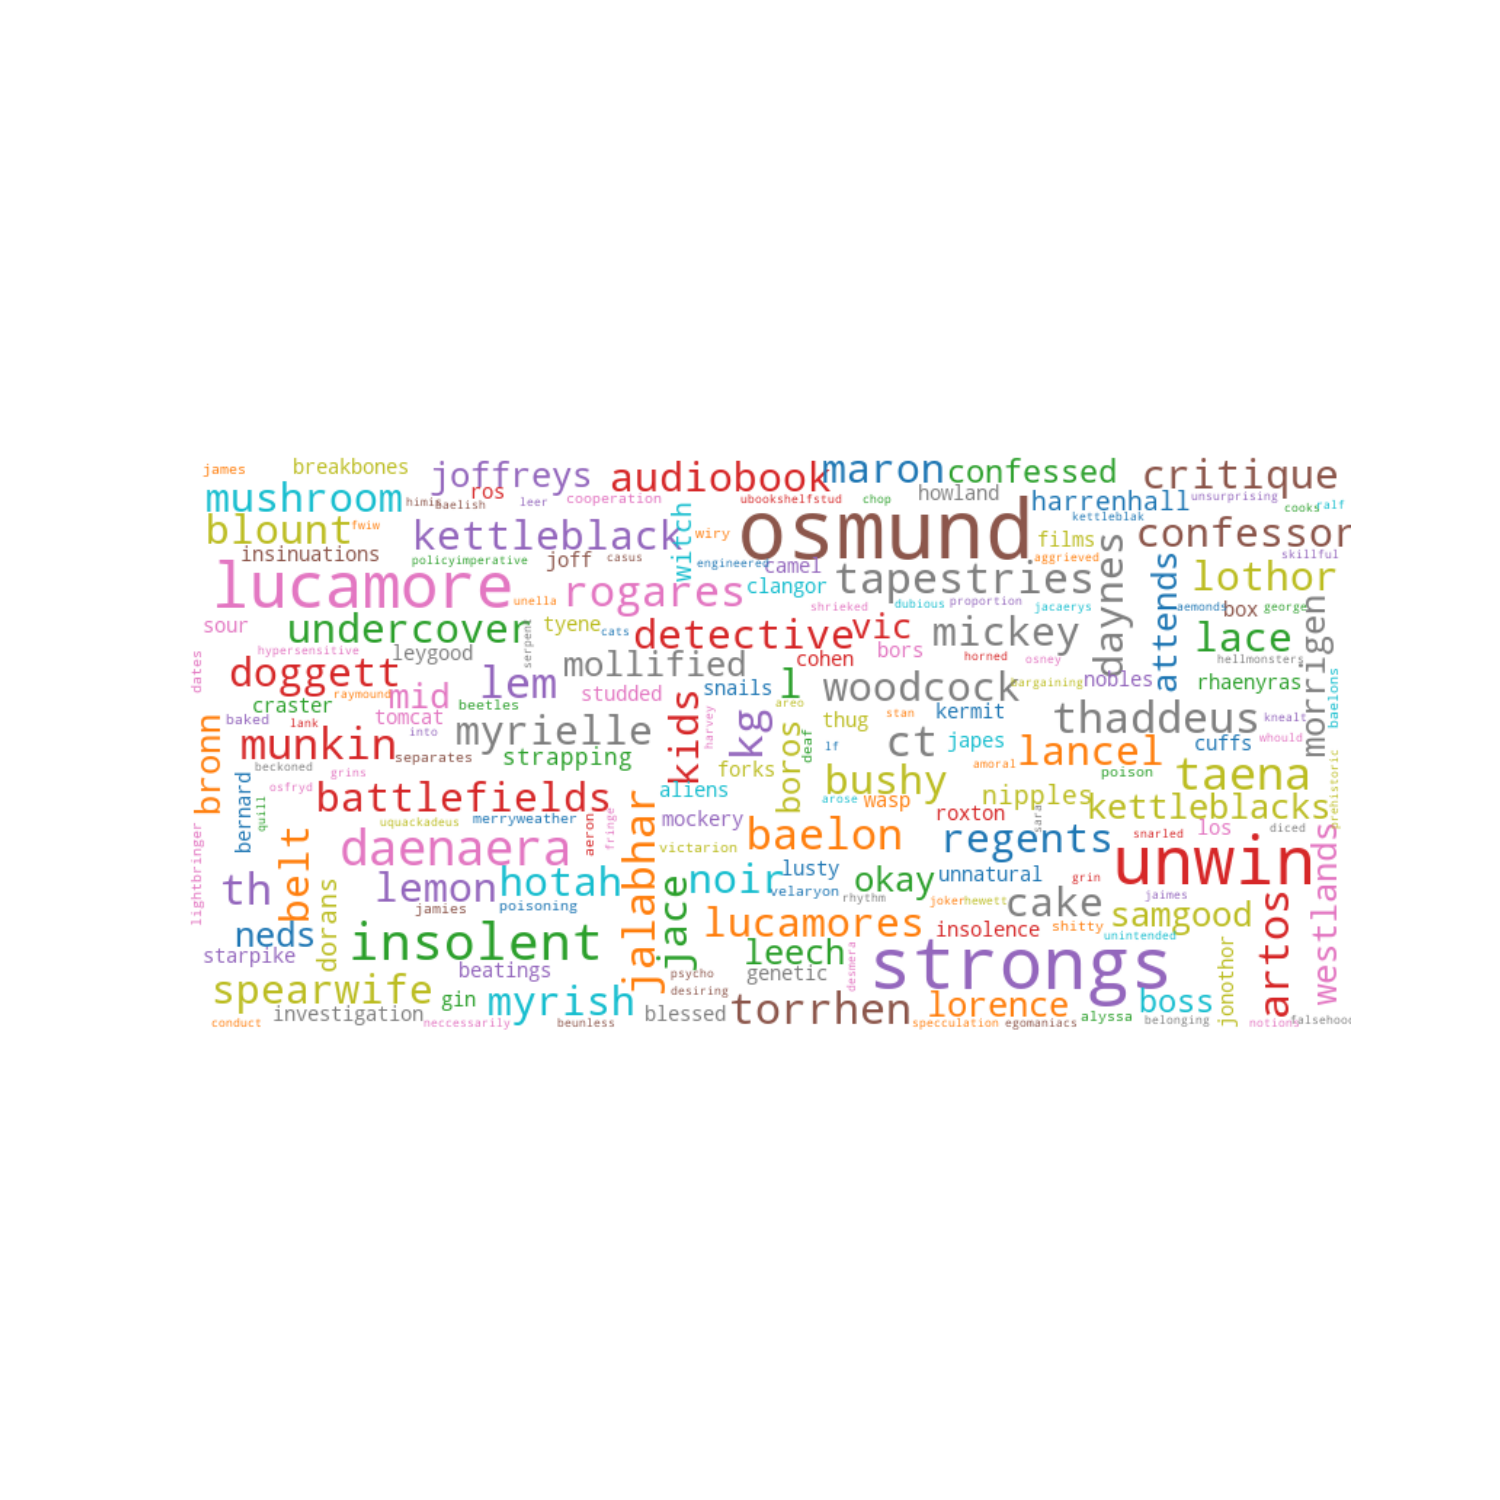 james breakbones joffreys audiobook maron confessed critique
mushroom himis baelish ros leer cooperation ubookshelfstud chop howland harrenhall unsurprising cooks ralf
blount fwiw kettleblack witch wiry osmund kettleblak confessor
insinuations policyimperative joff casus engineered camel films aggrieved skillful
lucamore unella rogares clangor tapestries daynes attends lothor
shrieked dubious proportion jacaerys aemonds box george
sour undercover serpent tyene cats detective vic mickey lace morrigen
dates hypersensitive leygood mollified cohen bors horned osney hellmonsters
doggett raymound mid lem studded snails l woodcock bargaining nobles rhaenyras baelons
craster tomcat beetles kids harvey kg areo thug stan kermit thaddeus knealt
bronn baked lank into myrielle boros deaf lf ct japes lancel cuffs whould
munkin separates strapping forks amoral poison taena prehistoric
beckoned grins osfryd aliens bushy nipples
bernard quill battlefields jalabhar arose wasp kettleblacks
lightbringer belt uquackadeus merryweather aeron fringe mockery baelon roxton sara regents snarled los diced westlands
daenaera victarion unwin
th lemon hotah jace noir lusty velaryon okay unnatural grin jaimes artos
dorans jamies poisoning rhythm joker hewett cake samgood
neds insolent lucamores insolence shitty unintended
starpike beatings psycho leech desmera strongs jonothor
spearwife gin myrish desiring genetic torrhen lorence boss
conduct investigation neccessarily beunless blessed speculation egomaniacs alyssa belonging notions falsehood